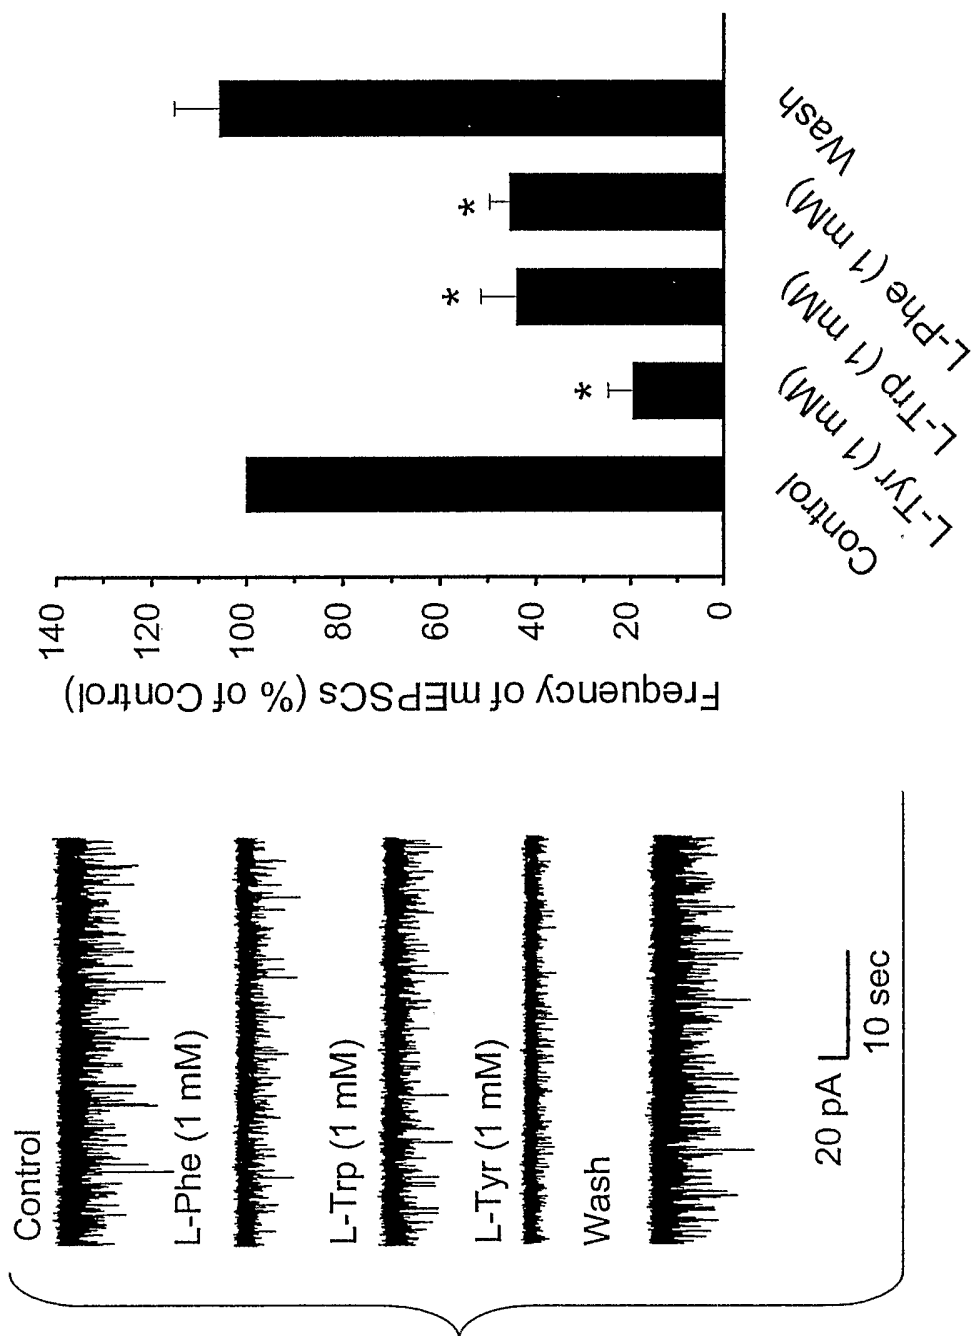 Control
L-Phe (1 mM)
L-Trp (1 mM)
L-Tyr (1 mM)
Wash
20 pA
10 sec
Frequency of mEPSCs (% of Control)
140
120
100
80
60
40
20
0
*
*
*
Control
L-Tyr (1 mM)
L-Trp (1 mM)
L-Phe (1 mM)
Wash